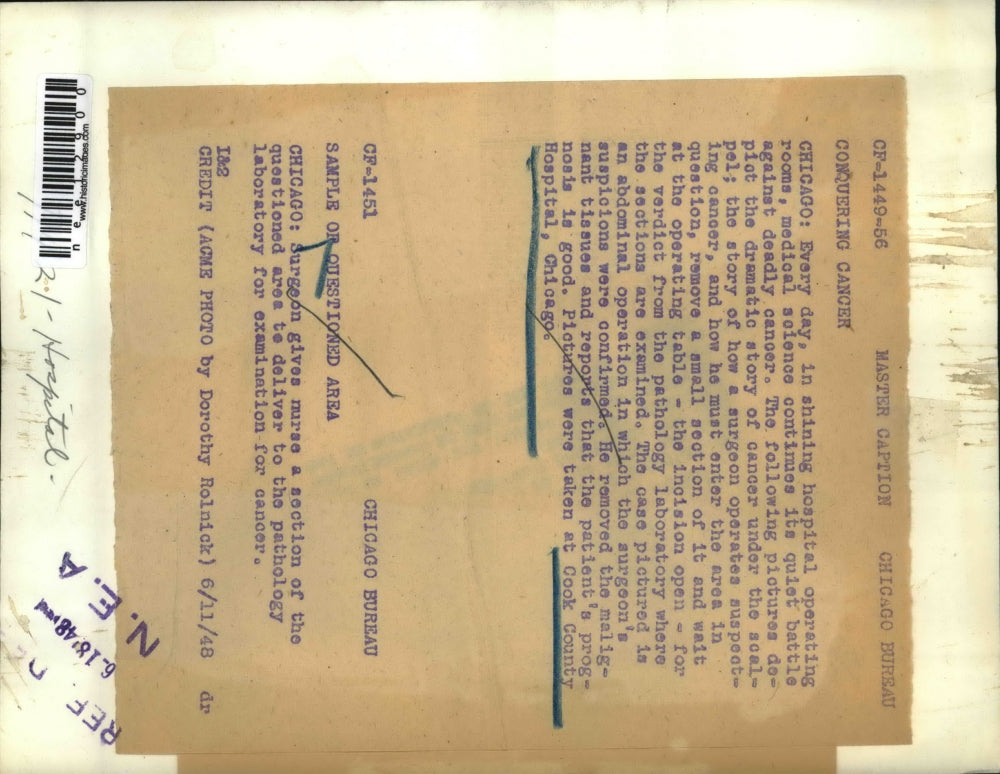 CF-1449-56 MASTER CAPTION CHICAGO BUREAU
CONQUERING CANCER
CHICAGO: Every day, in shining hospital operating
rooms, medical science continues its quiet battle
against deadly cancer. The following pictures de-
pict the dramatic story of cancer under the scal-
pel; the story of how a surgeon operates suspect-
ing cancer, and how he must enter the area in
question, remove a small section of it and wait
at the operating table - the incision open - for
the verdict from the pathology laboratory where
the sections are examined. The case pictured is
an abdominal operation in which the surgeon's
suspicions were confirmed. He removed the malig-
nant tissues and reports that the patient's prog-
nosis is good. Pictures were taken at Cook County
Hospital, Chicago.
CF-1451 CHICAGO BUREAU
SAMPLE OF QUESTIONED AREA
CHICAGO: Surgeon gives nurse a section of the
questioned area to deliver to the pathology
laboratory for examination for cancer.
1&2
CREDIT (ACME PHOTO by Dorothy Rolnick) 6/11/48 dr
www.historicimages.com
n e e 2 9 0 0
21- Hospital-
N. E. A
6-18'48
REF